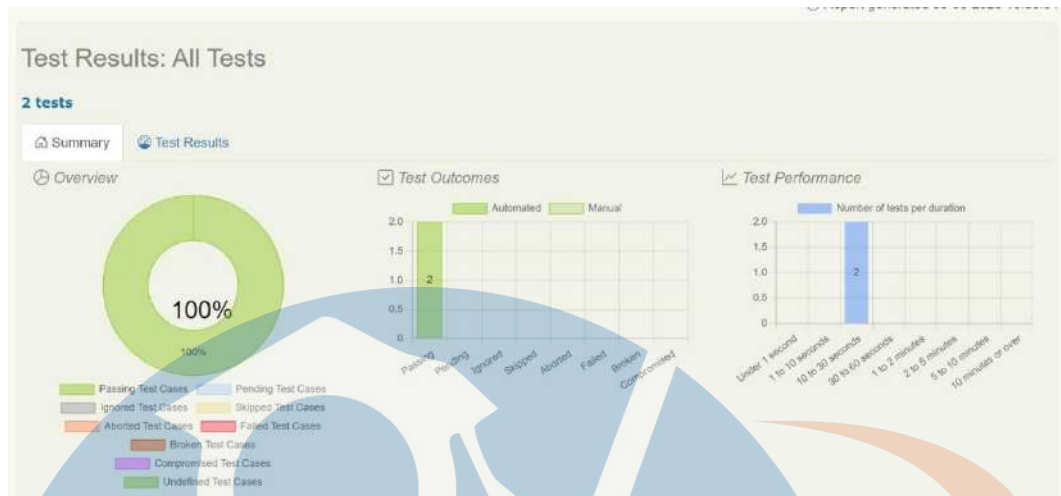 Test Results: All Tests
2 tests
Summary
Test Results
Overview
100%
100%
Passing Test Cases
Pending Test Cases
Ignored Test Cases
Skipped Test Cases
Aborted Test Cases
Failed Test Cases
Broken Test Cases
Compromised Test Cases
Undefined Test Cases
Test Outcomes
Automated
Manual
2.0
1.5
1.0
0.5
0
2
Passing
Pending
Ignored
Skipped
Aborted
Failed
Broken
Compromised
Test Performance
Number of tests per duration
2.0
1.5
1.0
0.5
0
2
Under 1 second
1 to 10 seconds
10 to 30 seconds
30 to 60 seconds
1 to 2 minutes
2 to 5 minutes
5 to 10 minutes
10 minutes or over